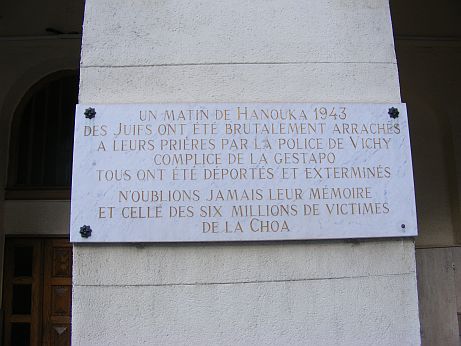 UN MATIN DE HANOUKA 1943
DES JUIFS ONT ÉTÉ BRUTALEMENT ARRACHÉS
A LEURS PRIÈRES PAR LA POLICE DE VICHY
COMPLICE DE LA GESTAPO
TOUS ONT ÉTÉ DÉPORTÉS ET EXTERMINÉS
N'OUBLIONS JAMAIS LEUR MÉMOIRE
ET CELLE DES SIX MILLIONS DE VICTIMES
DE LA CHOA